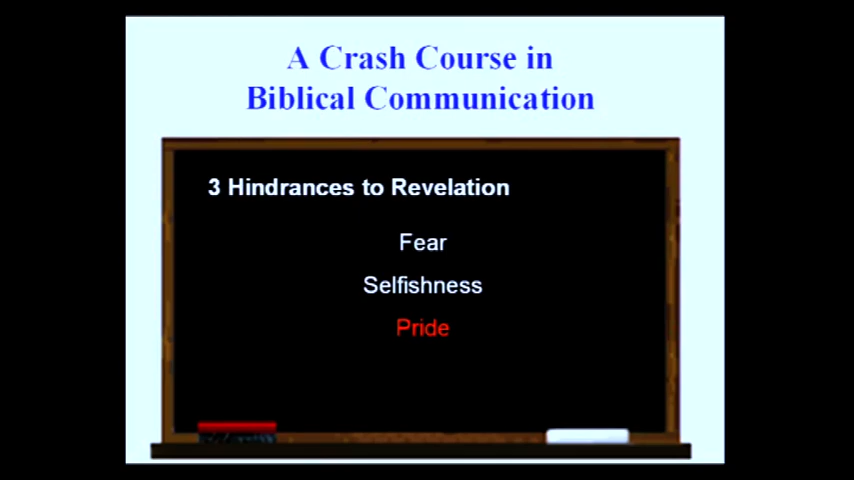 A Crash Course in
Biblical Communication
3 Hindrances to Revelation
Fear
Selfishness
Pride